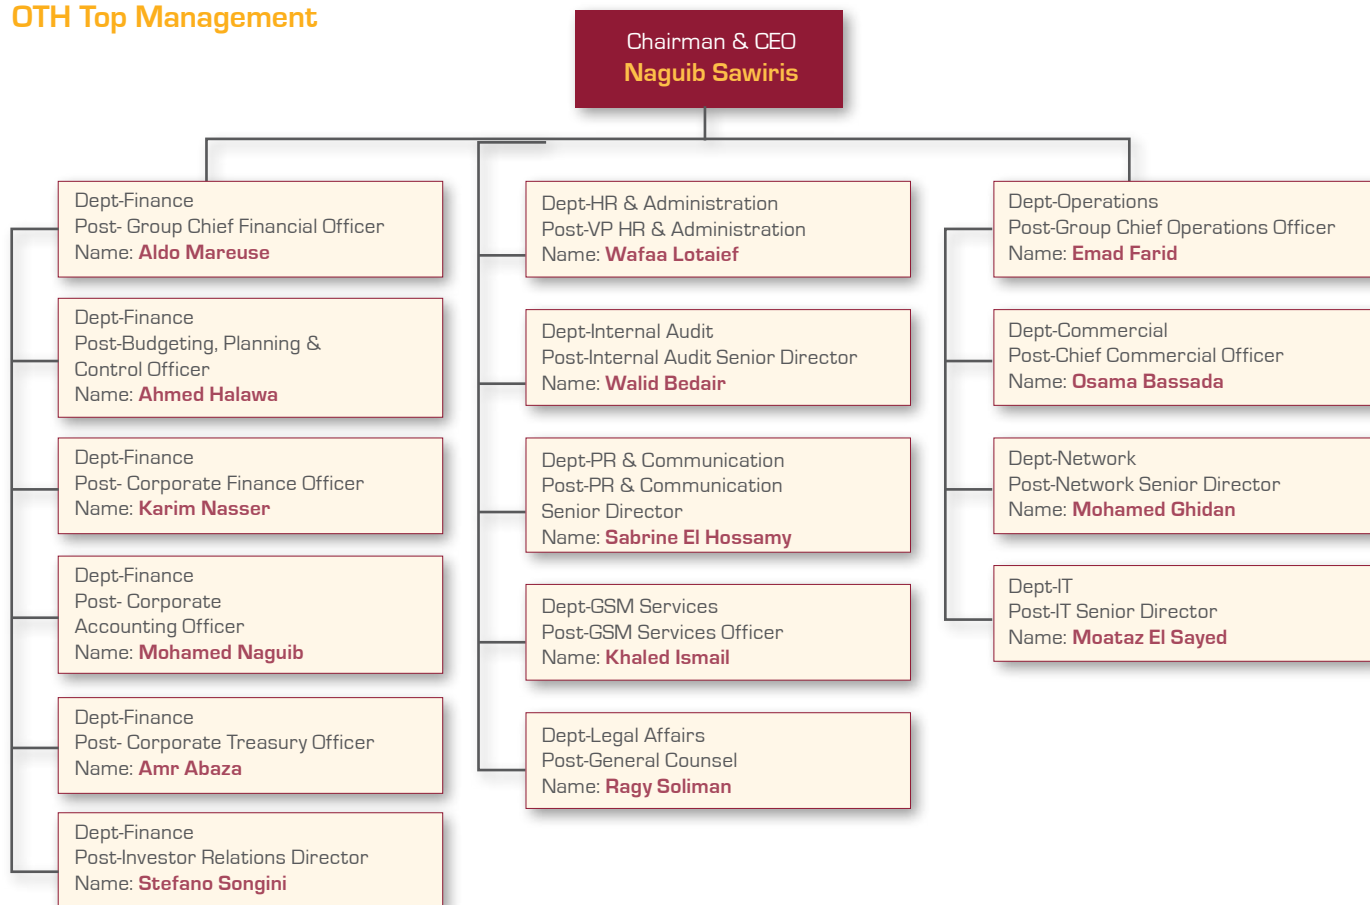 OTH Top Management
Chairman & CEO
Naguib Sawiris
Dept-Finance
Post- Group Chief Financial Officer
Name: Aldo Mareuse
Dept-Finance
Post-Budgeting, Planning &
Control Officer
Name: Ahmed Halawa
Dept-Finance
Post- Corporate Finance Officer
Name: Karim Nasser
Dept-Finance
Post- Corporate
Accounting Officer
Name: Mohamed Naguib
Dept-Finance
Post- Corporate Treasury Officer
Name: Amr Abaza
Dept-Finance
Post-Investor Relations Director
Name: Stefano Songini
Dept-HR & Administration
Post-VP HR & Administration
Name: Wafaa Lotaief
Dept-Internal Audit
Post-Internal Audit Senior Director
Name: Walid Bedair
Dept-PR & Communication
Post-PR & Communication
Senior Director
Name: Sabrine El Hossamy
Dept-GSM Services
Post-GSM Services Officer
Name: Khaled Ismail
Dept-Legal Affairs
Post-General Counsel
Name: Ragy Soliman
Dept-Operations
Post-Group Chief Operations Officer
Name: Emad Farid
Dept-Commercial
Post-Chief Commercial Officer
Name: Osama Bassada
Dept-Network
Post-Network Senior Director
Name: Mohamed Ghidan
Dept-IT
Post-IT Senior Director
Name: Moataz El Sayed